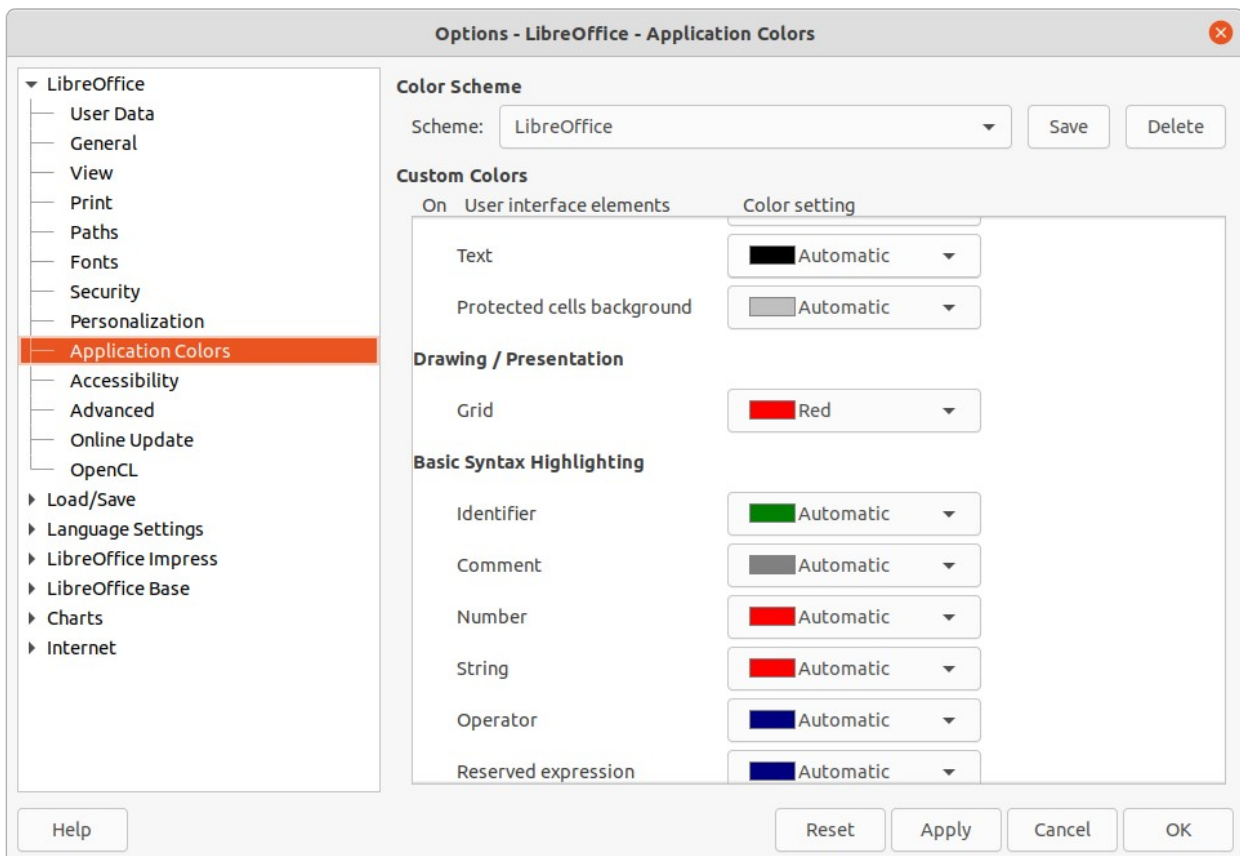 Options - LibreOffice - Application Colors
LibreOffice
User Data
General
View
Print
Paths
Fonts
Security
Personalization
Application Colors
Accessibility
Advanced
Online Update
OpenCL
Load/Save
Language Settings
LibreOffice Impress
LibreOffice Base
Charts
Internet
Color Scheme
Scheme: LibreOffice Save Delete
Custom Colors
On User interface elements Color setting
Text Automatic
Protected cells background Automatic
Drawing / Presentation
Grid Red
Basic Syntax Highlighting
Identifier Automatic
Comment Automatic
Number Automatic
String Automatic
Operator Automatic
Reserved expression Automatic
Help Reset Apply Cancel OK